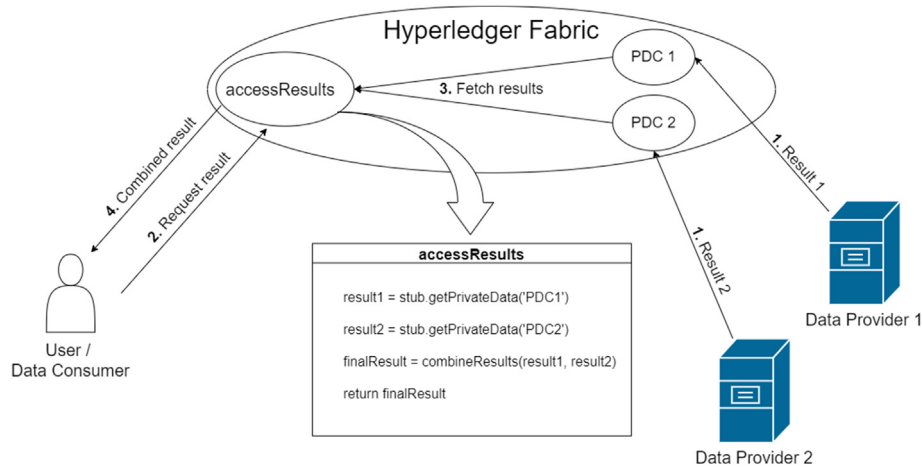 Hyperledger Fabric
PDC 1
accessResults
3. Fetch results
PDC 2
4. Combined result
2. Request result
1. Result 1
1. Result 2
accessResults
result1 = stub.getPrivateData('PDC1')
result2 = stub.getPrivateData('PDC2')
finalResult = combineResults(result1, result2)
return finalResult
User /
Data Consumer
Data Provider 1
Data Provider 2